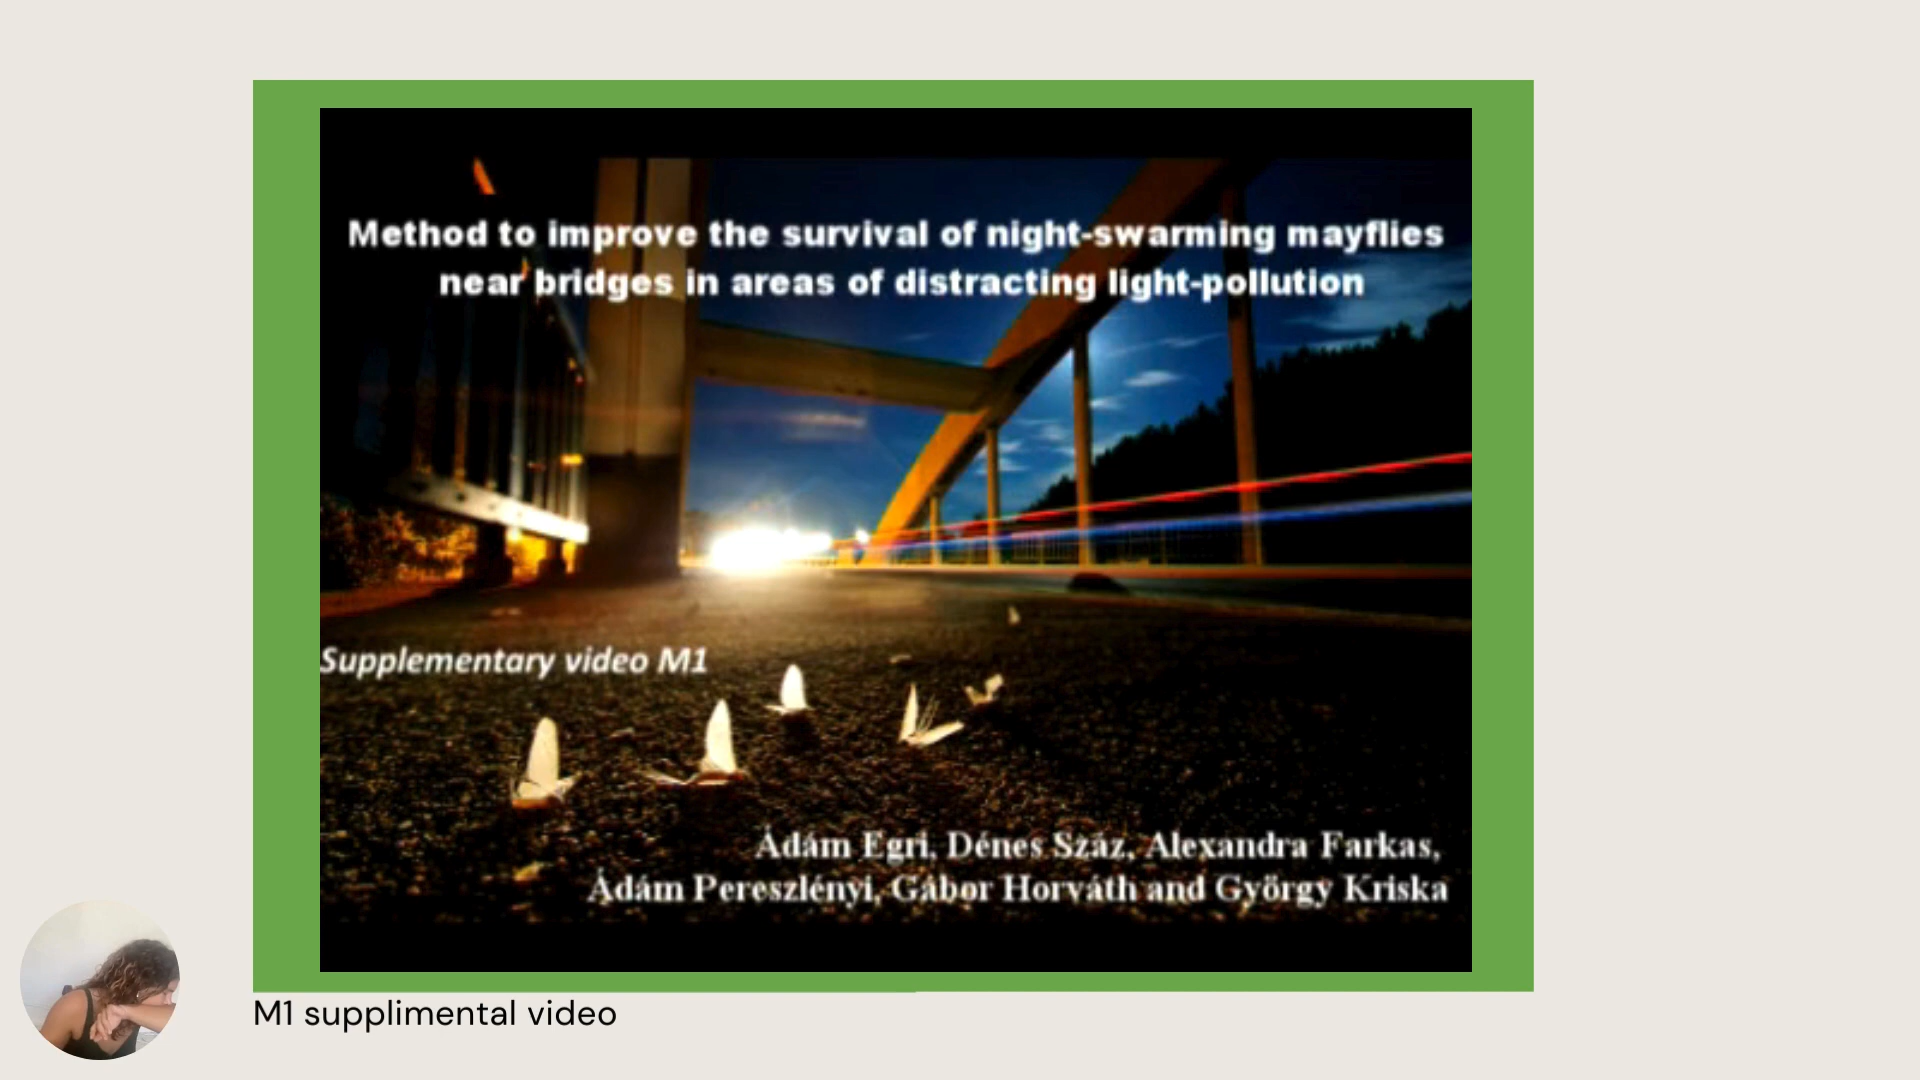 Method to improve the survival of night-swarming mayflies
near bridges in areas of distracting light-pollution
Supplementary video M1
Ádám Egri, Dénes Száz, Alexandra Farkas,
Ádám Pereszlényi, Gábor Horváth and György Kriska
M1 supplimental video